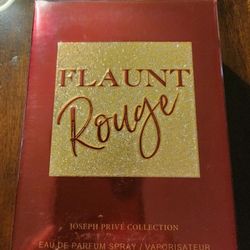 FLAUNT
Rouge
JOSEPH PRIVÉ COLLECTION
EAU DE PARFUM SPRAY / VAPORISATEUR